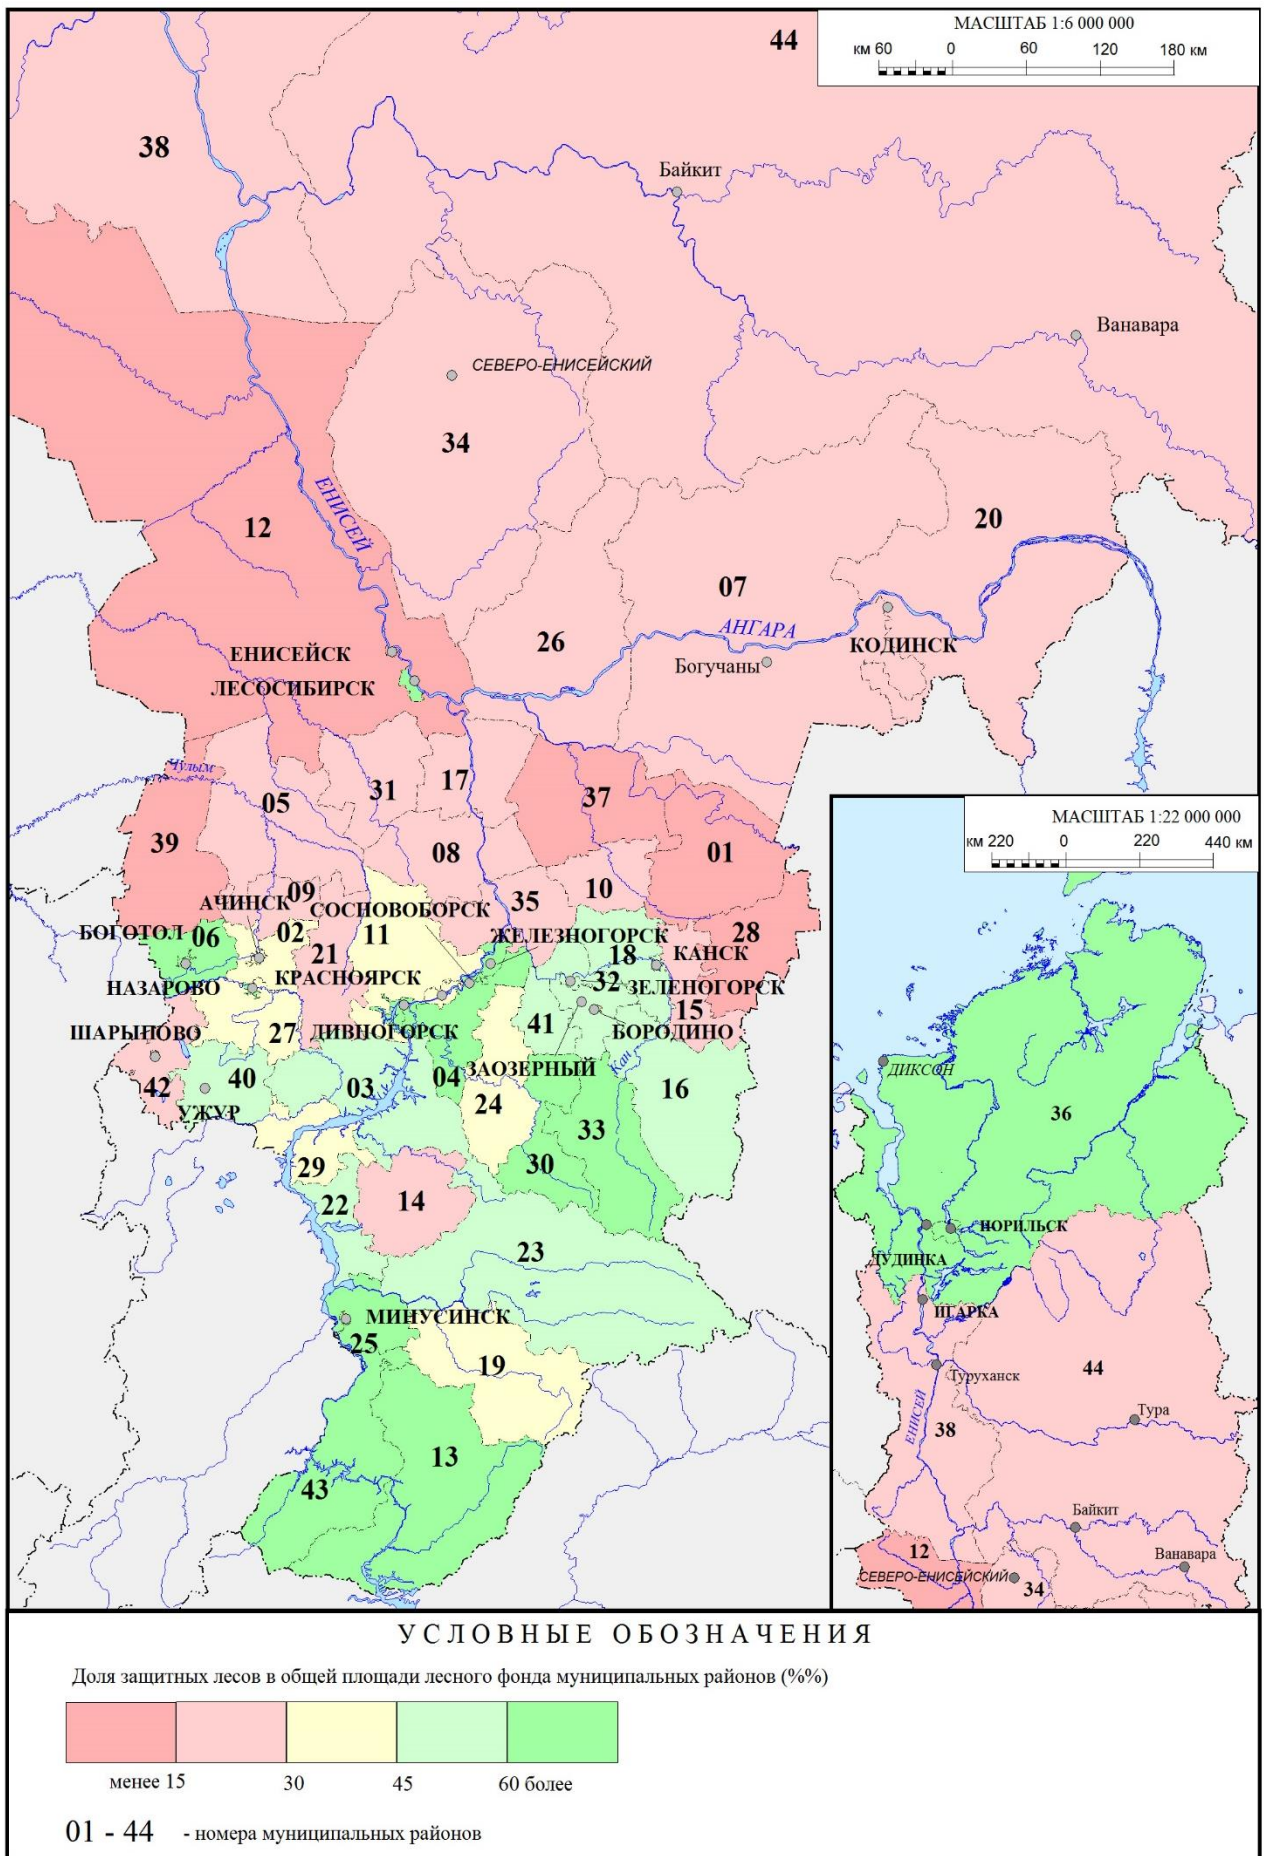 44
МАСШТАБ 1:6 000 000
км 60 0 60 120 180 км
38
Байкит
Ванавара
СЕВЕРО-ЕНИСЕЙСКИЙ
34
ЕНИСЕЙ
12
20
07
АНГАРА
26
КОДИНСК
Богучаны
ЕНИСЕЙСК
ЛЕСОСИБИРСК
Чулым
05
31
17
37
39
08
01
МАСШТАБ 1:22 000 000
км 220 0 220 440 км
09
10
35
АЧИНСК
СОСНОВОБОРСК
БОГОТОЛ
06
02
11
ЖЕЛЕЗНОГОРСК
28
21
18
КАНСК
НАЗАРОВО
КРАСНОЯРСК
32
ЗЕЛЕНОГОРСК
15
ШАРЫПОВО
27
ДИВНОГОРСК
41
БОРОДИНО
ЗАОЗЕРНЫЙ
Кан
42
40
03
04
16
УЖУР
24
33
29
30
22
14
23
МИНУСИНСК
25
19
13
43
ДИКСОН
36
НОРИЛЬСК
ДУДИНКА
ИГАРКА
Туруханск
44
Тура
ЕНИСЕЙ
38
Байкит
12
Ванавара
СЕВЕРО-ЕНИСЕЙСКИЙ
34
УСЛОВНЫЕ ОБОЗНАЧЕНИЯ
Доля защитных лесов в общей площади лесного фонда муниципальных районов (%%)
менее 15 30 45 60 более
01 - 44 - номера муниципальных районов